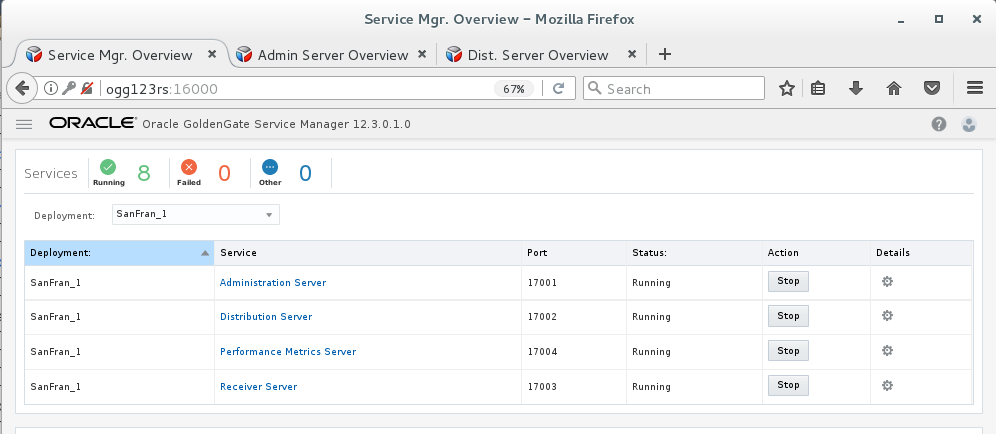 Service Mgr. Overview - Mozilla Firefox
Service Mgr. Overview Admin Server Overview Dist. Server Overview
ogg123rs:16000 67% Search
ORACLE Oracle GoldenGate Service Manager 12.3.0.1.0
Services Running 8 Failed 0 Other 0
Deployment: SanFran_1
Deployment: Service Port Status: Action Details
SanFran_1 Administration Server 17001 Running Stop
SanFran_1 Distribution Server 17002 Running Stop
SanFran_1 Performance Metrics Server 17004 Running Stop
SanFran_1 Receiver Server 17003 Running Stop